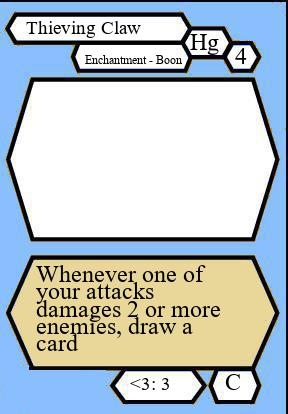 Thieving Claw
Hg
Enchantment - Boon
4
Whenever one of
your attacks
damages 2 or more
enemies, draw a
card
<3: 3
C